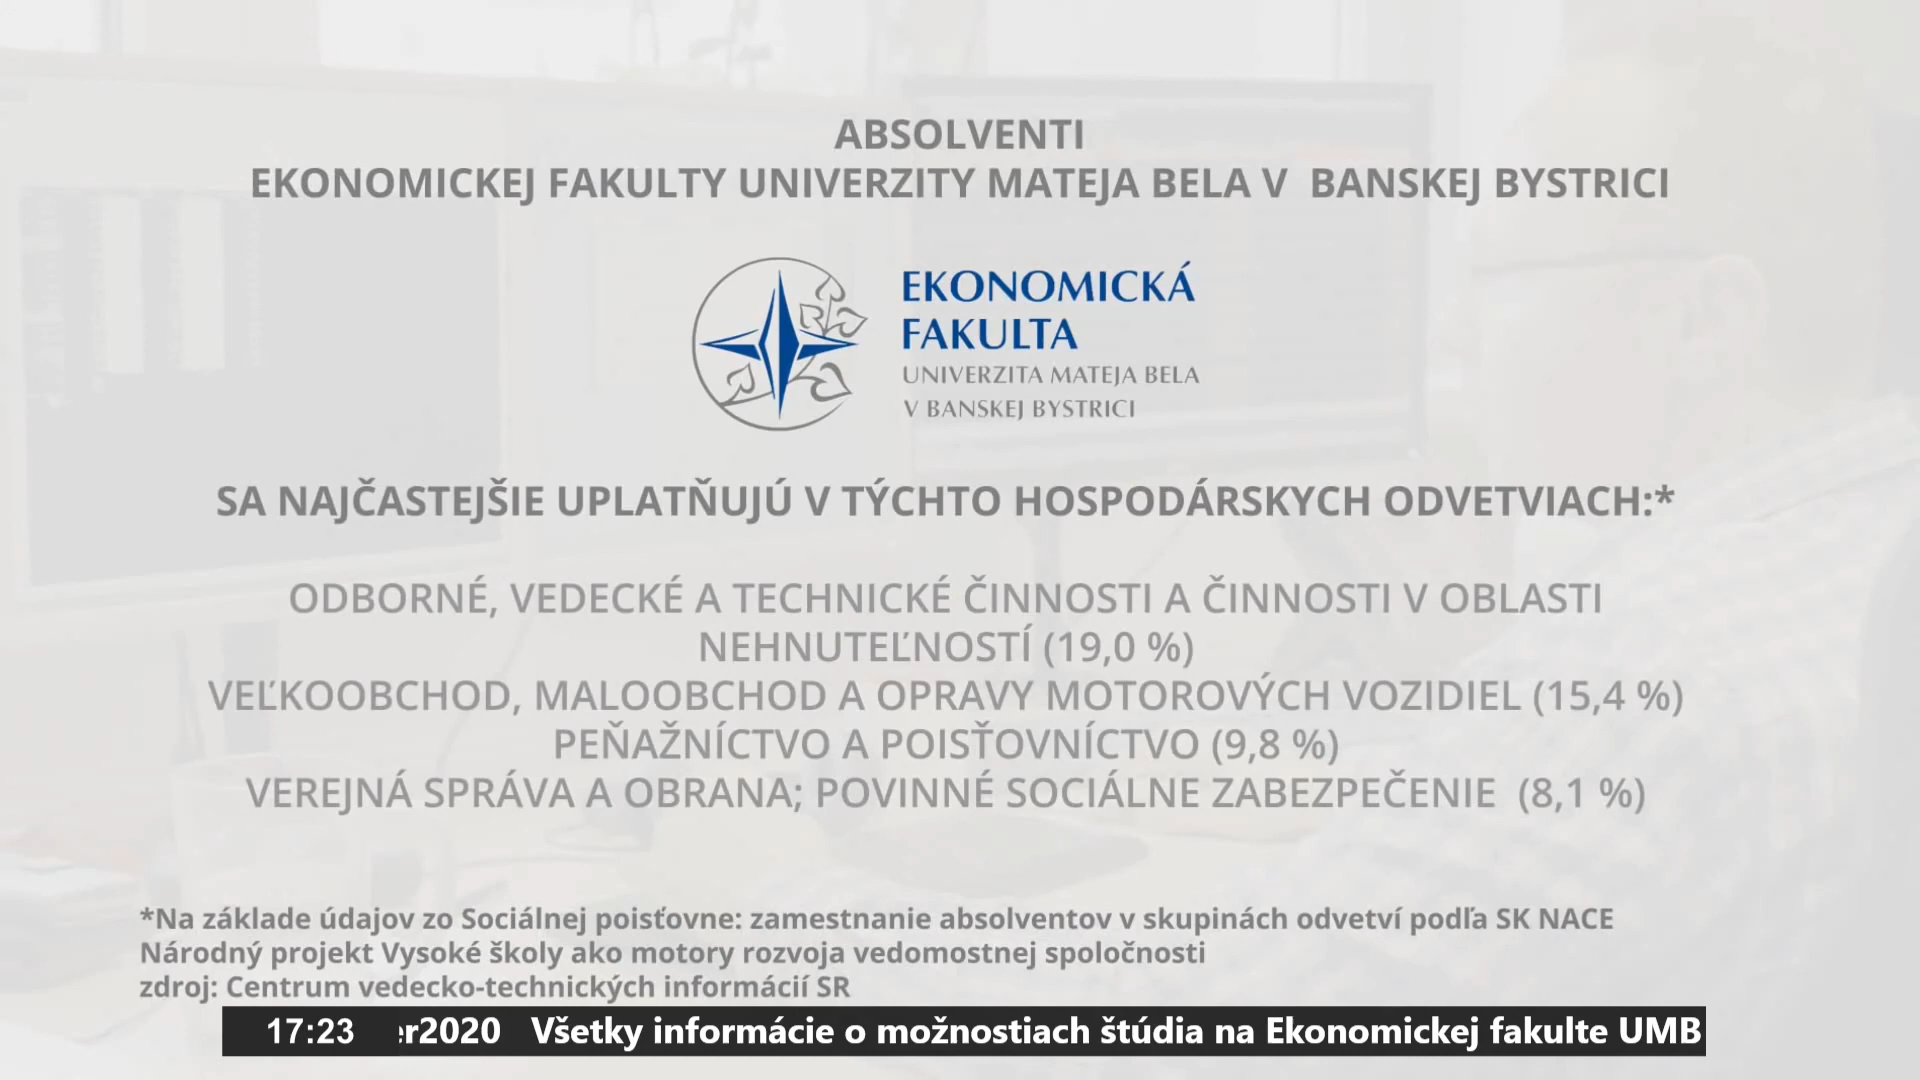 ABSOLVENTI
EKONOMICKEJ FAKULTY UNIVERZITY MATEJA BELA V BANSKEJ BYSTRICI
EKONOMICKÁ
FAKULTA
UNIVERZITA MATEJA BELA
V BANSKEJ BYSTRICI
SA NAJČASTEJŠIE UPLATŇUJÚ V TÝCHTO HOSPODÁRSKYCH ODVETVIACH:*
ODBORNÉ, VEDECKÉ A TECHNICKÉ ČINNOSTI A ČINNOSTI V OBLASTI
NEHNUTEĽNOSTÍ (19,0 %)
VEĽKOOBCHOD, MALOOBCHOD A OPRAVY MOTOROVÝCH VOZIDIEL (15,4 %)
PEŇAŽNÍCTVO A POISŤOVNÍCTVO (9,8 %)
VEREJNÁ SPRÁVA A OBRANA; POVINNÉ SOCIÁLNE ZABEZPEČENIE (8,1 %)
*Na základe údajov zo Sociálnej poisťovne: zamestnanie absolventov v skupinách odvetví podľa SK NACE
Národný projekt Vysoké školy ako motory rozvoja vedomostnej spoločnosti
zdroj: Centrum vedecko-technických informácií SR
17:23 er2020 Všetky informácie o možnostiach štúdia na Ekonomickej fakulte UMB